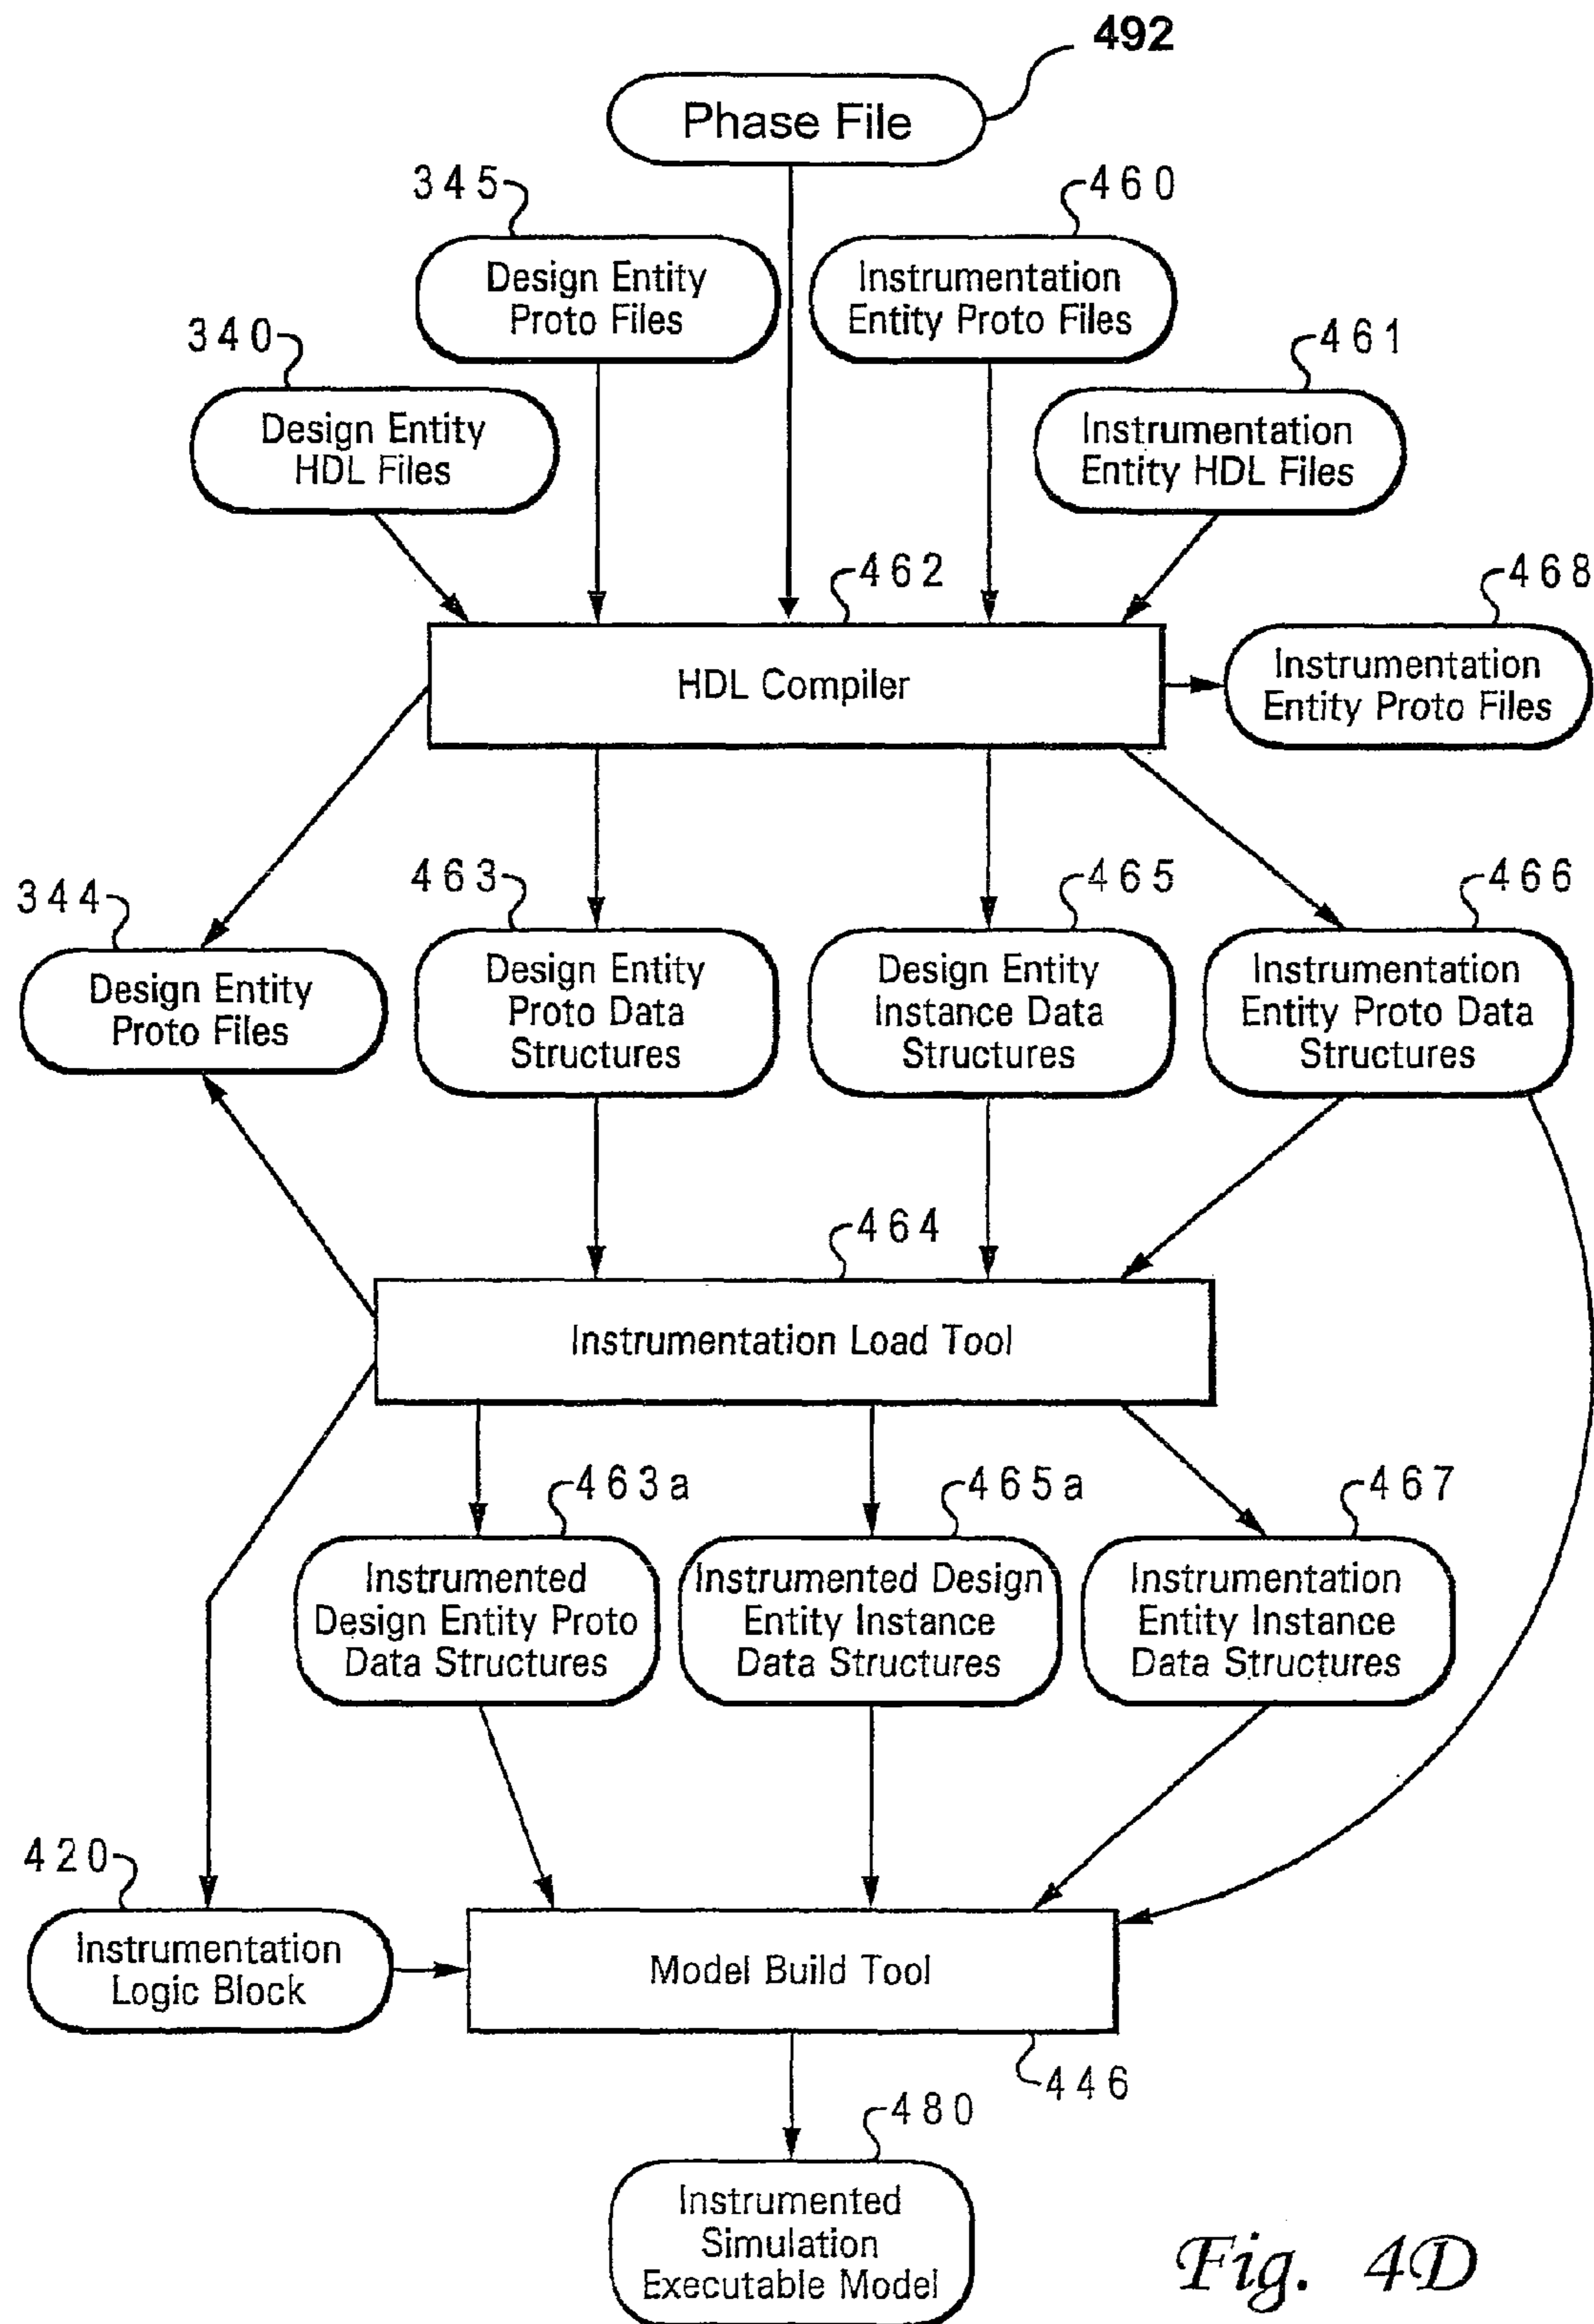 492
Phase File
345
460
Design Entity
Proto Files
Instrumentation
Entity Proto Files
340
461
Design Entity
HDL Files
Instrumentation
Entity HDL Files
462
468
HDL Compiler
Instrumentation
Entity Proto Files
344
463
465
466
Design Entity
Proto Files
Design Entity
Proto Data
Structures
Design Entity
Instance Data
Structures
Instrumentation
Entity Proto Data
Structures
464
Instrumentation Load Tool
463a
465a
467
Instrumented
Design Entity Proto
Data Structures
Instrumented Design
Entity Instance
Data Structures
Instrumentation
Entity Instance
Data Structures
420
Instrumentation
Logic Block
Model Build Tool
446
480
Instrumented
Simulation
Executable Model
Fig. 4D